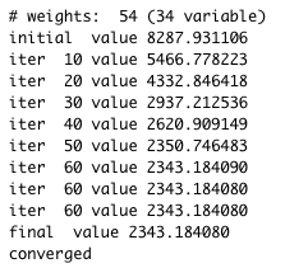 # weights:  54 (34 variable)
initial  value 8287.931106
iter  10 value 5466.778223
iter  20 value 4332.846418
iter  30 value 2937.212536
iter  40 value 2620.909149
iter  50 value 2350.746483
iter  60 value 2343.184090
iter  60 value 2343.184080
iter  60 value 2343.184080
final  value 2343.184080
converged